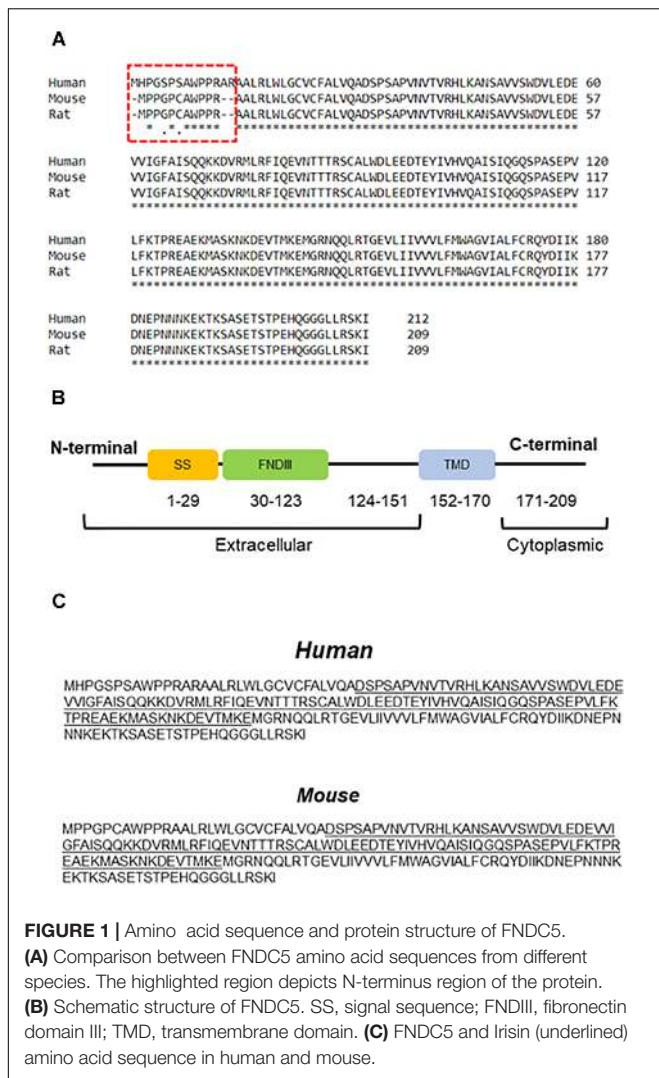 A
Human MHPGSPSAWPPRARAALRLWLGCVCFALVQADSPSAPVNVTVRHLKANSAVVSWDVLEDE 60
Mouse -MPPGPCAWPPR--AALRLWLGCVCFALVQADSPSAPVNVTVRHLKANSAVVSWDVLEDE 57
Rat -MPPGPCAWPPR--AALRLWLGCVCFALVQADSPSAPVNVTVRHLKANSAVVSWDVLEDE 57
* .*.***** **********************************************
Human VVIGFAISQQKKDVRMLRFIQEVNTTTRSCALWDLEEDTEYIVHVQAISIQGQSPASEPV 120
Mouse VVIGFAISQQKKDVRMLRFIQEVNTTTRSCALWDLEEDTEYIVHVQAISIQGQSPASEPV 117
Rat VVIGFAISQQKKDVRMLRFIQEVNTTTRSCALWDLEEDTEYIVHVQAISIQGQSPASEPV 117
************************************************************
Human LFKTPREAEKMASKNKDEVTMKEMGRNQQLRTGEVLIIVVVLFMWAGVIALFCRQYDIIK 180
Mouse LFKTPREAEKMASKNKDEVTMKEMGRNQQLRTGEVLIIVVVLFMWAGVIALFCRQYDIIK 177
Rat LFKTPREAEKMASKNKDEVTMKEMGRNQQLRTGEVLIIVVVLFMWAGVIALFCRQYDIIK 177
************************************************************
Human DNEPNNNKEKTKSASETSTPEHQGGGLLRSKI 212
Mouse DNEPNNNKEKTKSASETSTPEHQGGGLLRSKI 209
Rat DNEPNNNKEKTKSASETSTPEHQGGGLLRSKI 209
********************************
B
N-terminal SS FNDIII TMD C-terminal
1-29 30-123 124-151 152-170 171-209
Extracellular Cytoplasmic
C
Human
MHPGSPSAWPPRARAALRLWLGCVCFALVQADSPSAPVNVTVRHLKANSAVVSWDVLEDE
VVIGFAISQQKKDVRMLRFIQEVNTTTRSCALWDLEEDTEYIVHVQAISIQGQSPASEPVLFK
TPREAEKMASKNKDEVTMKEMGRNQQLRTGEVLIIVVVLFMWAGVIALFCRQYDIIKDNEPN
NNKEKTKSASETSTPEHQGGGLLRSKI
Mouse
MPPGPCAWPPRAALRLWLGCVCFALVQADSPSAPVNVTVRHLKANSAVVSWDVLEDEVVI
GFAISQQKKDVRMLRFIQEVNTTTRSCALWDLEEDTEYIVHVQAISIQGQSPASEPVLFKTPR
EAEKMASKNKDEVTMKEMGRNQQLRTGEVLIIVVVLFMWAGVIALFCRQYDIIKDNEPNNNK
EKTKSASETSTPEHQGGGLLRSKI
FIGURE 1 | Amino acid sequence and protein structure of FNDC5.
(A) Comparison between FNDC5 amino acid sequences from different
species. The highlighted region depicts N-terminus region of the protein.
(B) Schematic structure of FNDC5. SS, signal sequence; FNDIII, fibronectin
domain III; TMD, transmembrane domain. (C) FNDC5 and Irisin (underlined)
amino acid sequence in human and mouse.